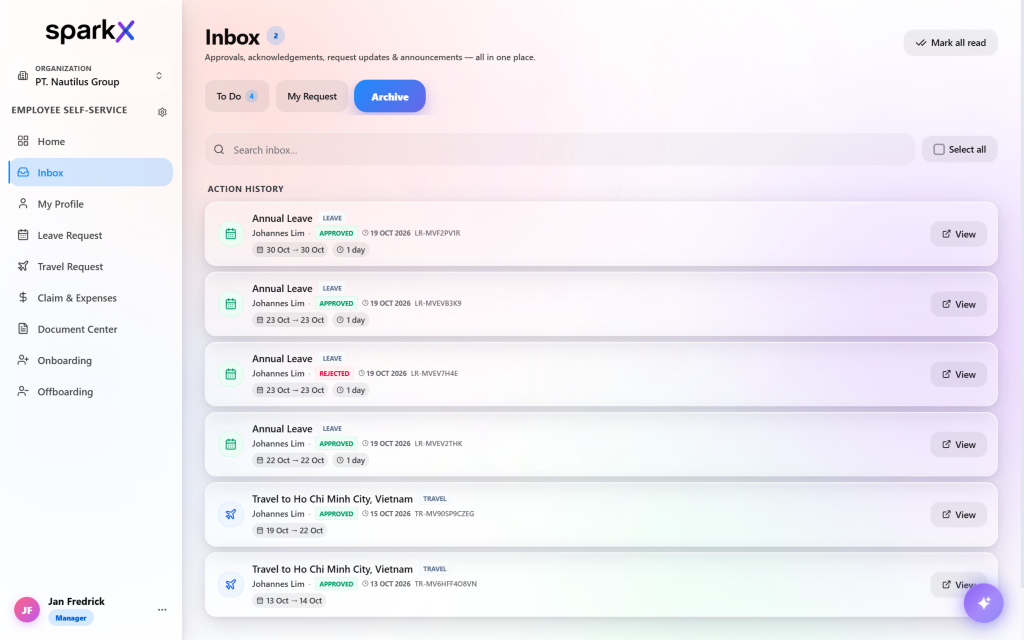 sparkX
ORGANIZATION
PT. Nautilus Group
EMPLOYEE SELF-SERVICE
Home
Inbox
My Profile
Leave Request
Travel Request
Claim & Expenses
Document Center
Onboarding
Offboarding
JF
Jan Fredrick
Manager
Inbox 2
Approvals, acknowledgements, request updates & announcements — all in one place.
Mark all read
To Do 4
My Request
Archive
Search inbox...
Select all
ACTION HISTORY
Annual Leave LEAVE
Johannes Lim · APPROVED 19 OCT 2026 LR-MVF2PV1R
30 Oct → 30 Oct 1 day
View
Annual Leave LEAVE
Johannes Lim · APPROVED 19 OCT 2026 LR-MVEVB3K9
23 Oct → 23 Oct 1 day
View
Annual Leave LEAVE
Johannes Lim · REJECTED 19 OCT 2026 LR-MVEV7H4E
23 Oct → 23 Oct 1 day
View
Annual Leave LEAVE
Johannes Lim · APPROVED 19 OCT 2026 LR-MVEV2THK
22 Oct → 22 Oct 1 day
View
Travel to Ho Chi Minh City, Vietnam TRAVEL
Johannes Lim · APPROVED 15 OCT 2026 TR-MV90SP9CZEG
19 Oct → 22 Oct
View
Travel to Ho Chi Minh City, Vietnam TRAVEL
Johannes Lim · APPROVED 13 OCT 2026 TR-MV6HFF4O8VN
13 Oct → 14 Oct
View